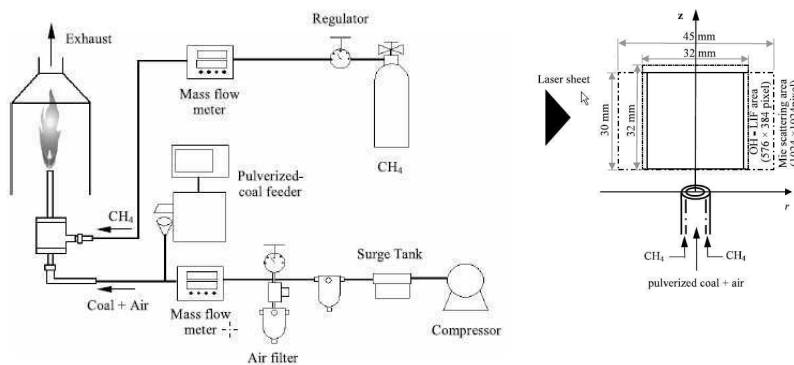 Exhaust
Regulator
Mass flow
meter
CH4
Pulverized-
coal feeder
CH4
Coal + Air
Mass flow
meter
Air filter
Surge Tank
Compressor
z
45 mm
32 mm
Laser sheet
30 mm
32 mm
OH - LIF area
(576 × 384 pixel)
Mie scattering area
(1024 ×1024pixel)
r
CH4
CH4
pulverized coal + air